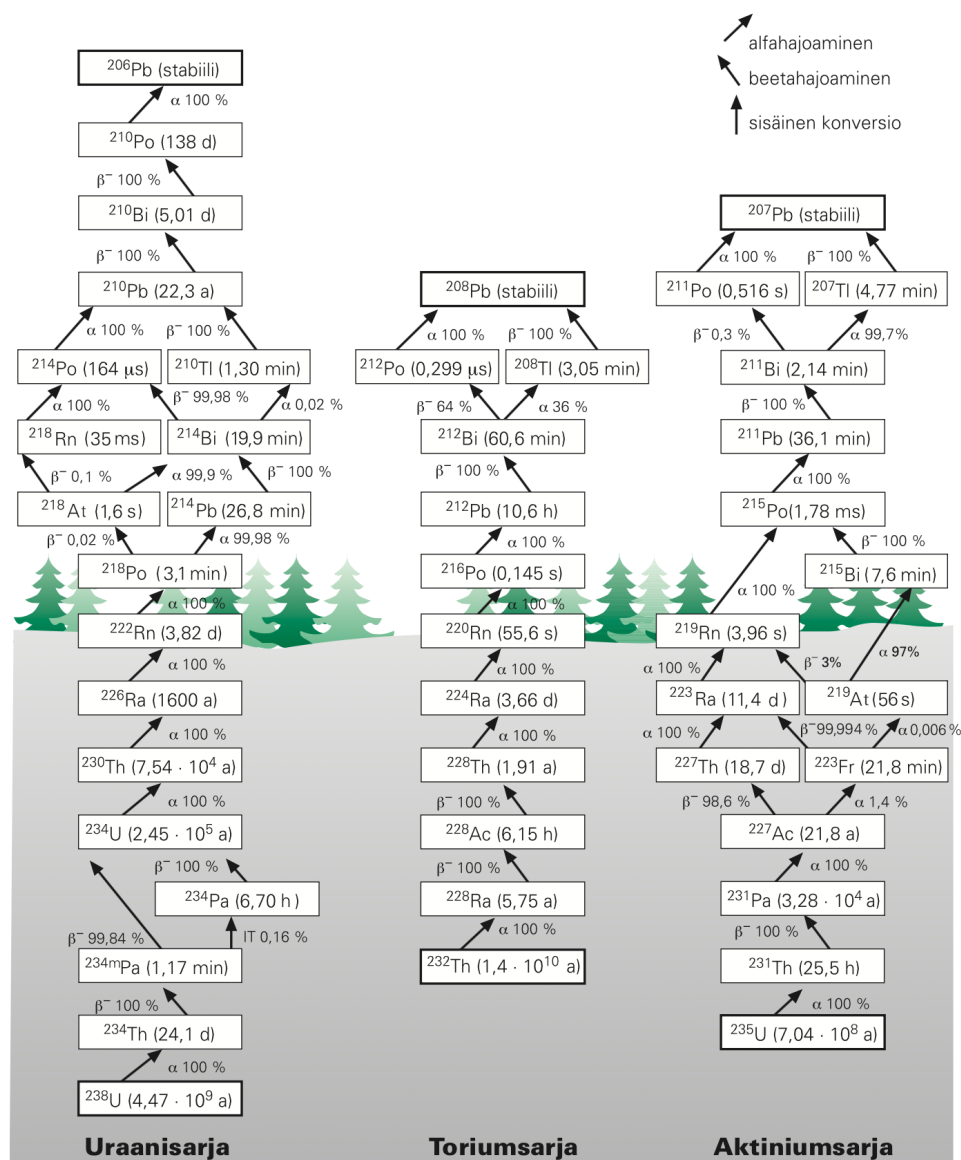 alfahajoaminen
beetahajoaminen
sisäinen konversio
²⁰⁶Pb (stabiili)
α 100 %
²¹⁰Po (138 d)
β⁻ 100 %
²¹⁰Bi (5,01 d)
β⁻ 100 %
²¹⁰Pb (22,3 a)
α 100 %
β⁻ 100 %
²¹⁴Po (164 µs)
²¹⁰Tl (1,30 min)
α 100 %
β⁻ 99,98 %
α 0,02 %
²¹⁸Rn (35 ms)
²¹⁴Bi (19,9 min)
β⁻ 0,1 %
α 99,9 %
β⁻ 100 %
²¹⁸At (1,6 s)
²¹⁴Pb (26,8 min)
β⁻ 0,02 %
α 99,98 %
²¹⁸Po (3,1 min)
α 100 %
²²²Rn (3,82 d)
α 100 %
²²⁶Ra (1600 a)
α 100 %
²³⁰Th (7,54 · 10⁴ a)
α 100 %
²³⁴U (2,45 · 10⁵ a)
β⁻ 100 %
²³⁴Pa (6,70 h)
β⁻ 99,84 %
IT 0,16 %
²³⁴ᵐPa (1,17 min)
β⁻ 100 %
²³⁴Th (24,1 d)
α 100 %
²³⁸U (4,47 · 10⁹ a)
Uraanisarja
²⁰⁸Pb (stabiili)
α 100 %
β⁻ 100 %
²¹²Po (0,299 µs)
²⁰⁸Tl (3,05 min)
β⁻ 64 %
α 36 %
²¹²Bi (60,6 min)
β⁻ 100 %
²¹²Pb (10,6 h)
α 100 %
²¹⁶Po (0,145 s)
α 100 %
²²⁰Rn (55,6 s)
α 100 %
²²⁴Ra (3,66 d)
α 100 %
²²⁸Th (1,91 a)
β⁻ 100 %
²²⁸Ac (6,15 h)
β⁻ 100 %
²²⁸Ra (5,75 a)
α 100 %
²³²Th (1,4 · 10¹⁰ a)
Toriumsarja
²⁰⁷Pb (stabiili)
α 100 %
β⁻ 100 %
²¹¹Po (0,516 s)
²⁰⁷Tl (4,77 min)
β⁻ 0,3 %
α 99,7%
²¹¹Bi (2,14 min)
β⁻ 100 %
²¹¹Pb (36,1 min)
α 100 %
²¹⁵Po(1,78 ms)
β⁻ 100 %
²¹⁵Bi (7,6 min)
α 100 %
²¹⁹Rn (3,96 s)
α 97%
α 100 %
β⁻ 3%
²²³Ra (11,4 d)
²¹⁹At (56 s)
α 100 %
β⁻99,994 %
α 0,006 %
²²⁷Th (18,7 d)
²²³Fr (21,8 min)
β⁻ 98,6 %
α 1,4 %
²²⁷Ac (21,8 a)
α 100 %
²³¹Pa (3,28 · 10⁴ a)
β⁻ 100 %
²³¹Th (25,5 h)
α 100 %
²³⁵U (7,04 · 10⁸ a)
Aktiniumsarja